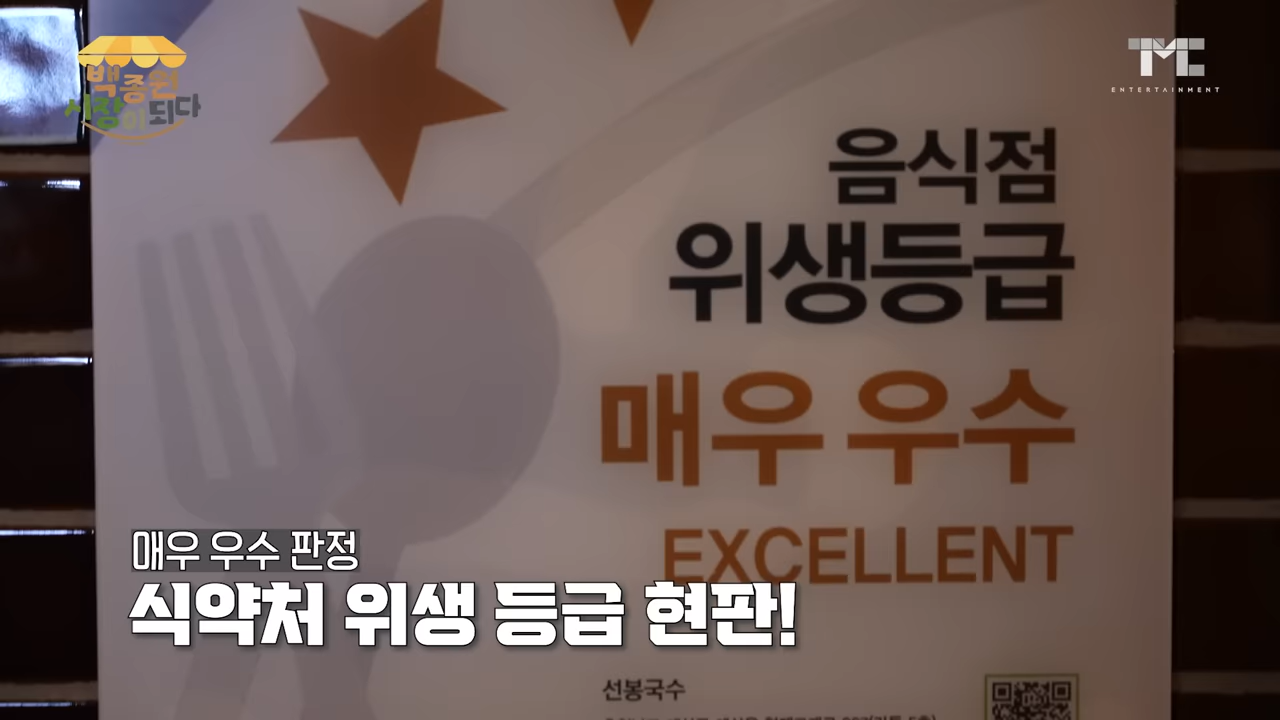 백종원
시장이 되다
TMC
ENTERTAINMENT
음식점
위생등급
매우 우수
EXCELLENT
매우 우수 판정
식약처 위생 등급 현판!
선봉국수